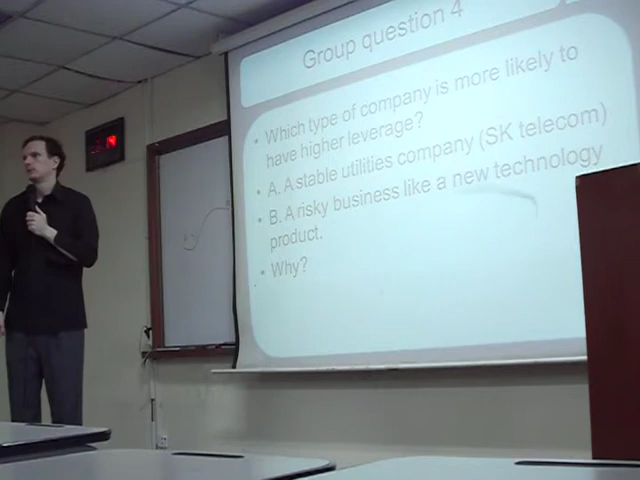 Group question 4
• Which type of company is more likely to
have higher leverage?
• A. A stable utilities company (SK telecom)
• B. A risky business like a new technology
product.
• Why?